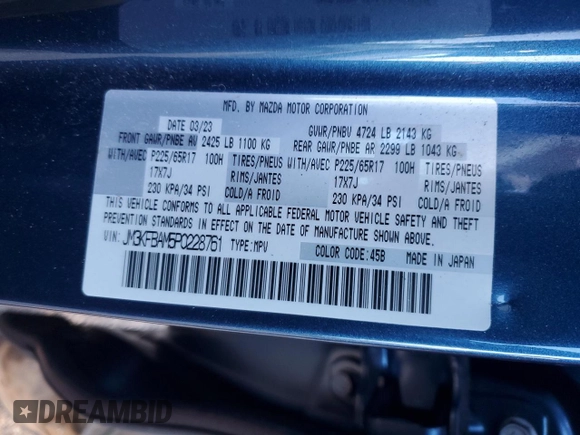 MFD. BY MAZDA MOTOR CORPORATION
DATE 03/23 GVWR/PNBV 4724 LB 2143 KG
FRONT GAWR/PNBE AV 2425 LB 1100 KG REAR GAWR/PNBE AR 2299 LB 1043 KG
WITH/AVEC P225/65R17 100H TIRES/PNEUS WITH/AVEC P225/65R17 100H TIRES/PNEUS
17X7J RIMS/JANTES 17X7J RIMS/JANTES
230 KPA/34 PSI COLD/A FROID 230 KPA/34 PSI COLD/A FROID
THIS VEHICLE CONFORMS TO ALL APPLICABLE FEDERAL MOTOR VEHICLE SAFETY AND THEFT
PREVENTION STANDARDS IN EFFECT ON THE DATE OF MANUFACTURE SHOWN ABOVE.
VIN: JM3KFBAM5P0228761 TYPE: MPV COLOR CODE: 45B MADE IN JAPAN
DREAMBID